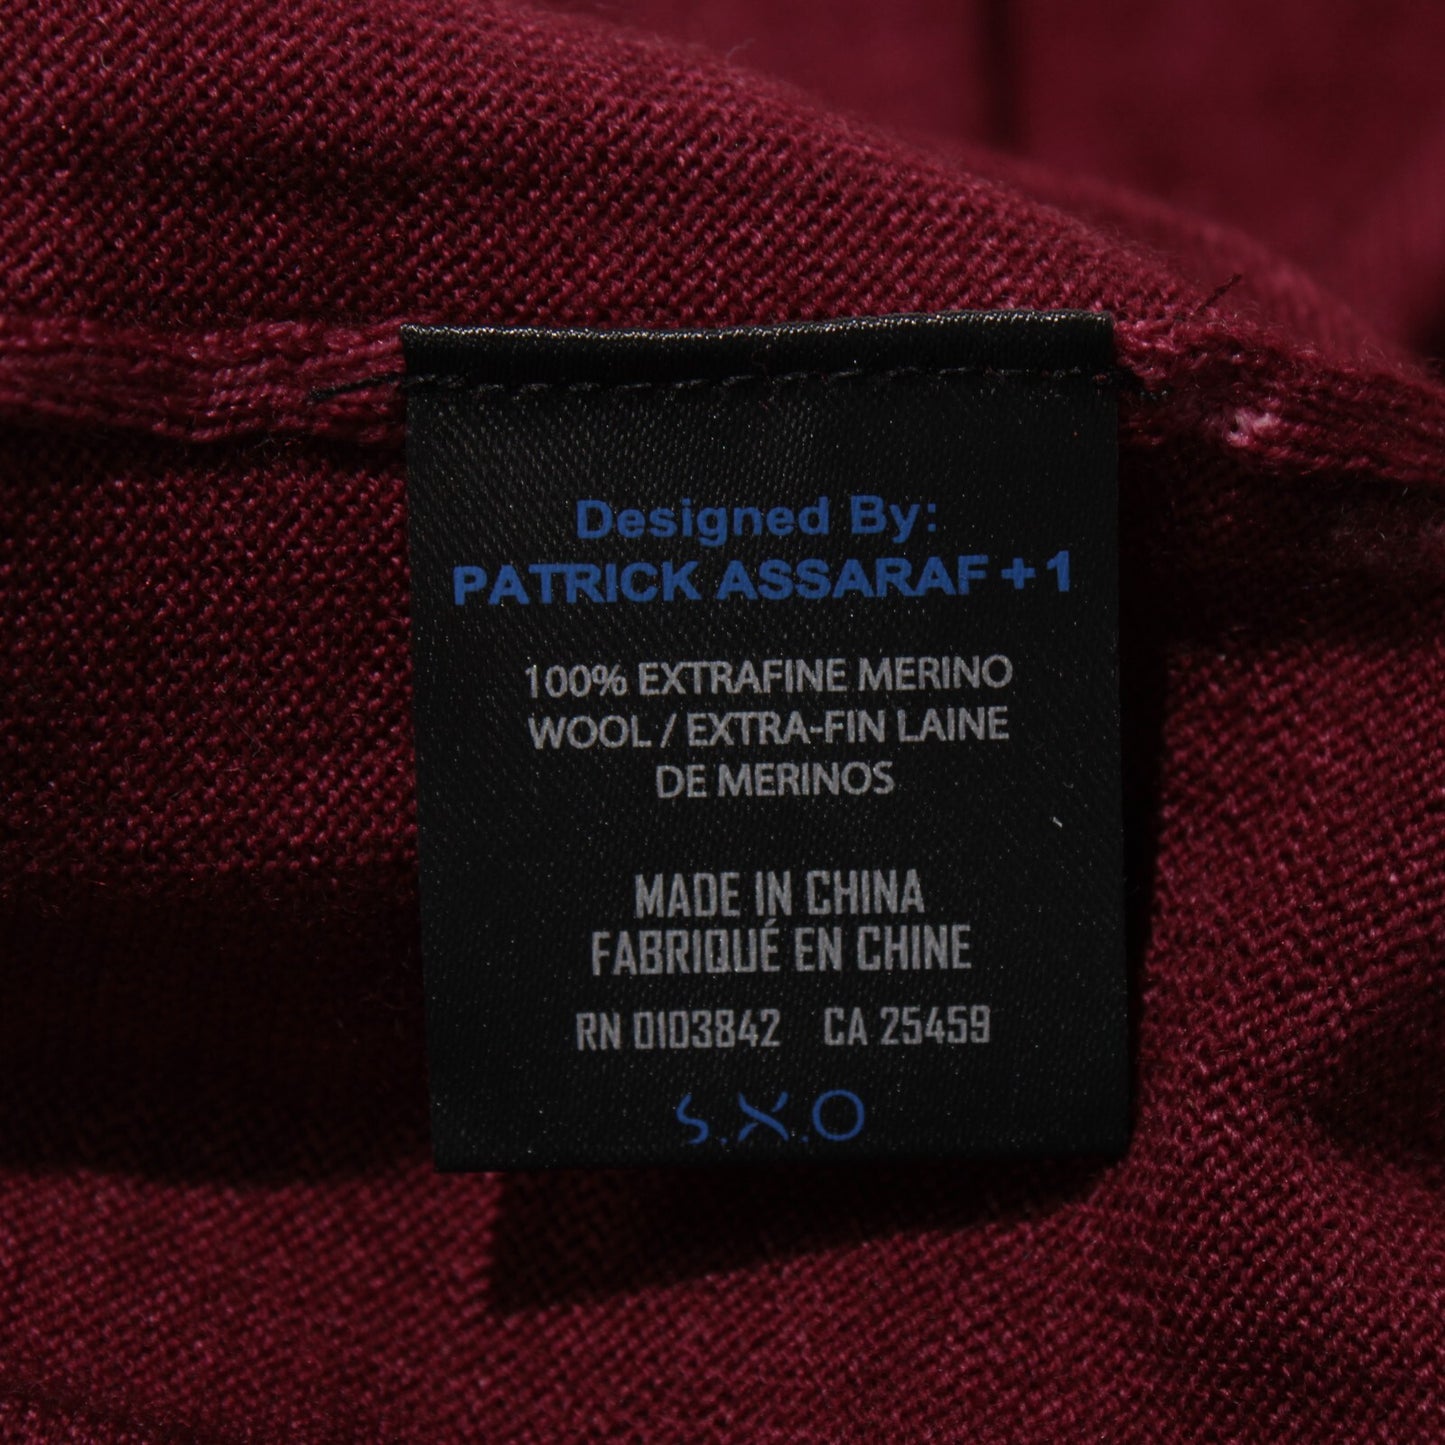 Designed By:
PATRICK ASSARAF + 1
100% EXTRAFINE MERINO
WOOL / EXTRA-FIN LAINE
DE MERINOS
MADE IN CHINA
FABRIQUÉ EN CHINE
RN 0103842 CA 25459
S.X.O